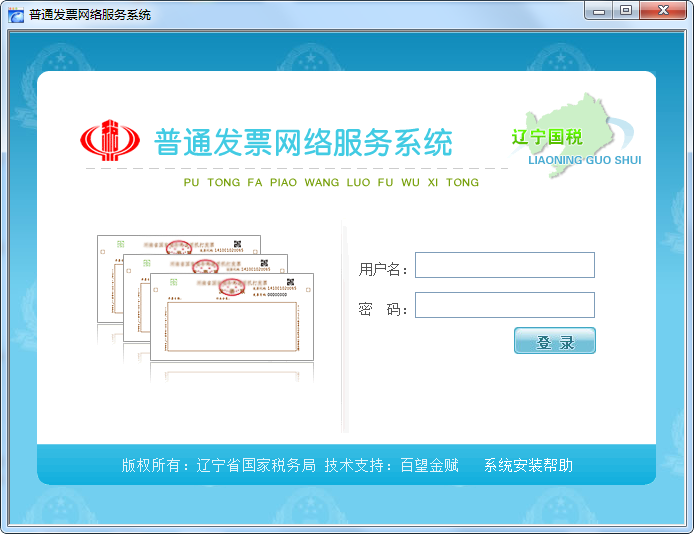 普通发票网络服务系统
普通发票网络服务系统
PU TONG FA PIAO WANG LUO FU WU XI TONG
辽宁国税
LIAONING GUO SHUI
用户名：
密 码：
登 录
版权所有：辽宁省国家税务局 技术支持：百望金赋 系统安装帮助